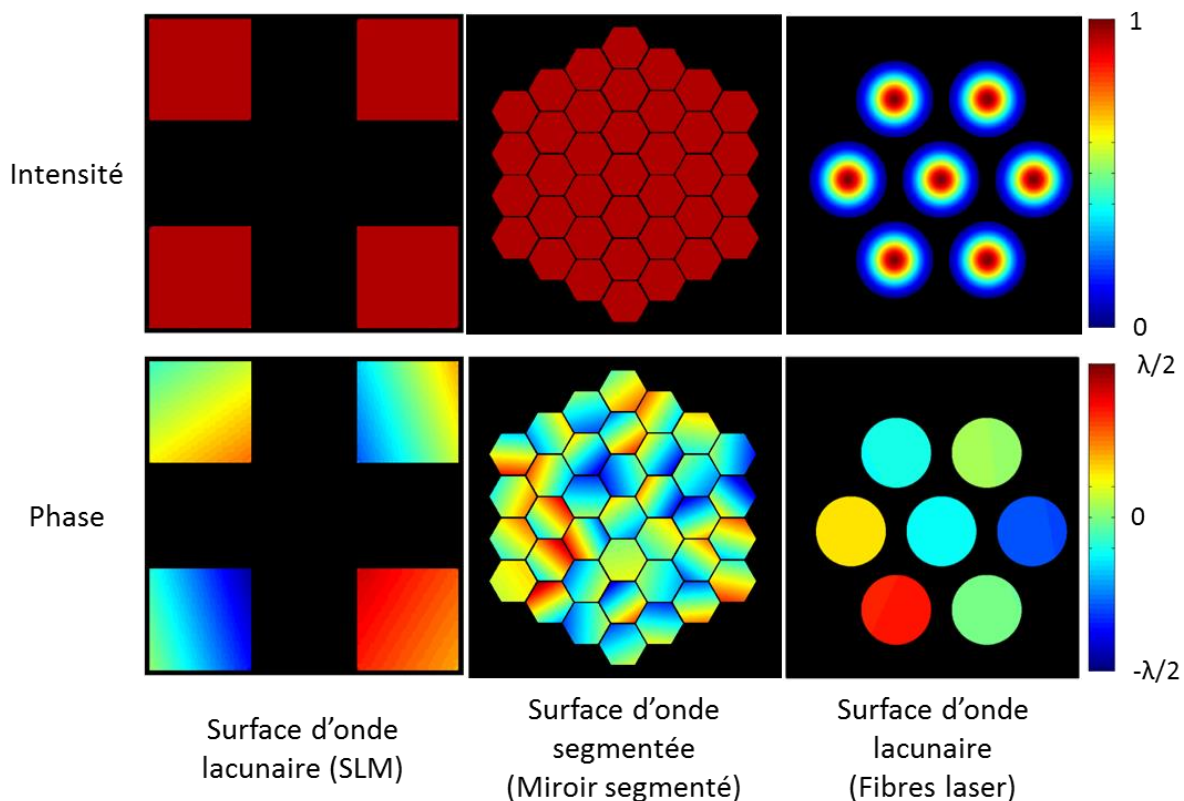 Intensité
1
0
Phase
λ/2
0
-λ/2
Surface d’onde
lacunaire (SLM)
Surface d’onde
segmentée
(Miroir segmenté)
Surface d’onde
lacunaire
(Fibres laser)